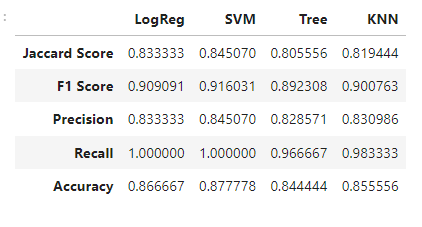 LogReg SVM Tree KNN
Jaccard Score 0.833333 0.845070 0.805556 0.819444
F1 Score 0.909091 0.916031 0.892308 0.900763
Precision 0.833333 0.845070 0.828571 0.830986
Recall 1.000000 1.000000 0.966667 0.983333
Accuracy 0.866667 0.877778 0.844444 0.855556